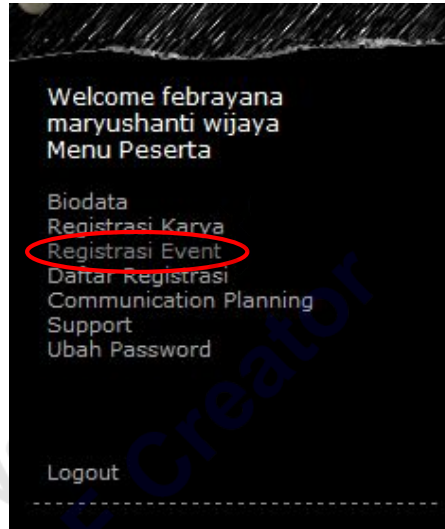 Welcome febrayana
maryushanti wijaya
Menu Peserta
Biodata
Registrasi Karya
Registrasi Event
Daftar Registrasi
Communication Planning
Support
Ubah Password
Logout
Creator